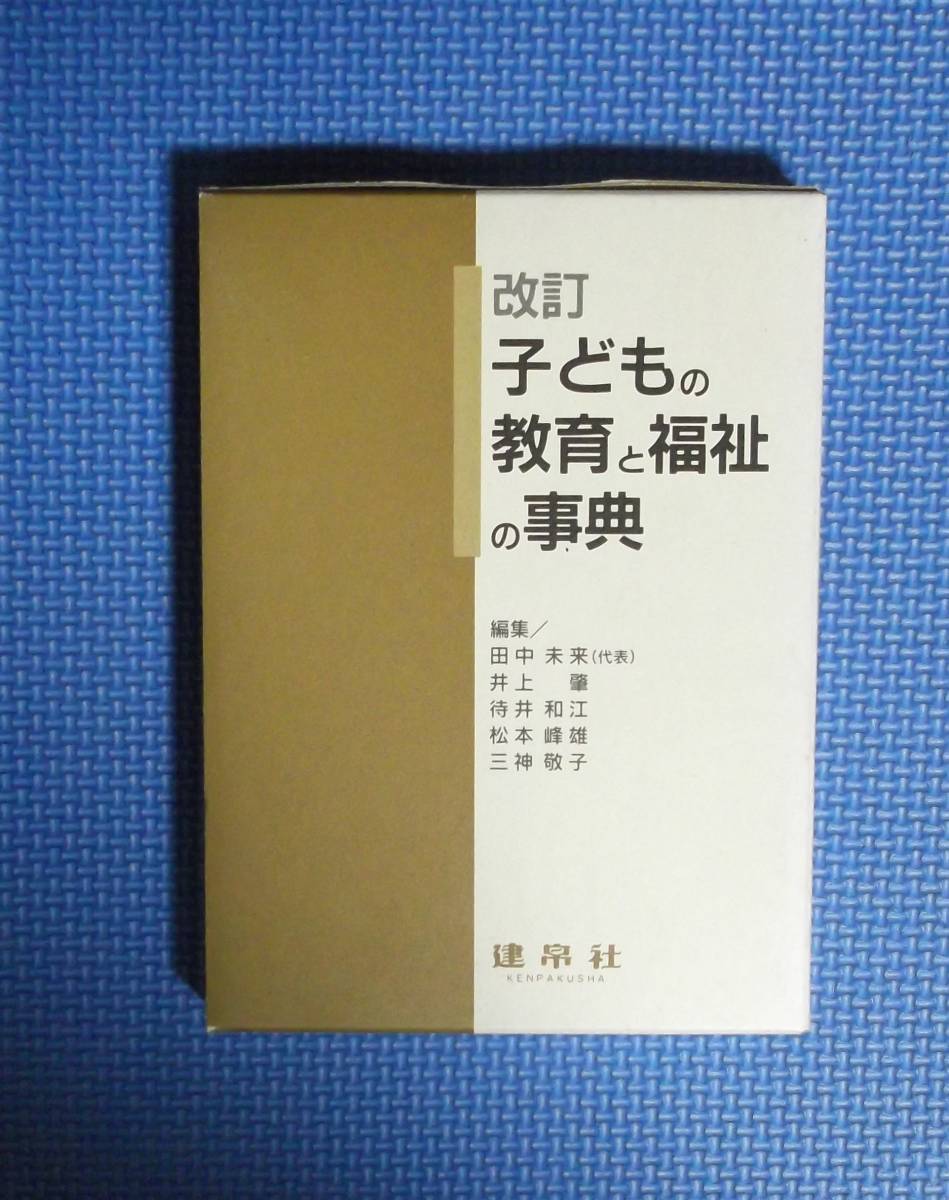 改訂
子どもの
教育と福祉
の事典
編集／
田中 未来(代表)
井上 肇
待井 和江
松本 峰雄
三神 敬子
建帛社
KENPAKUSHA